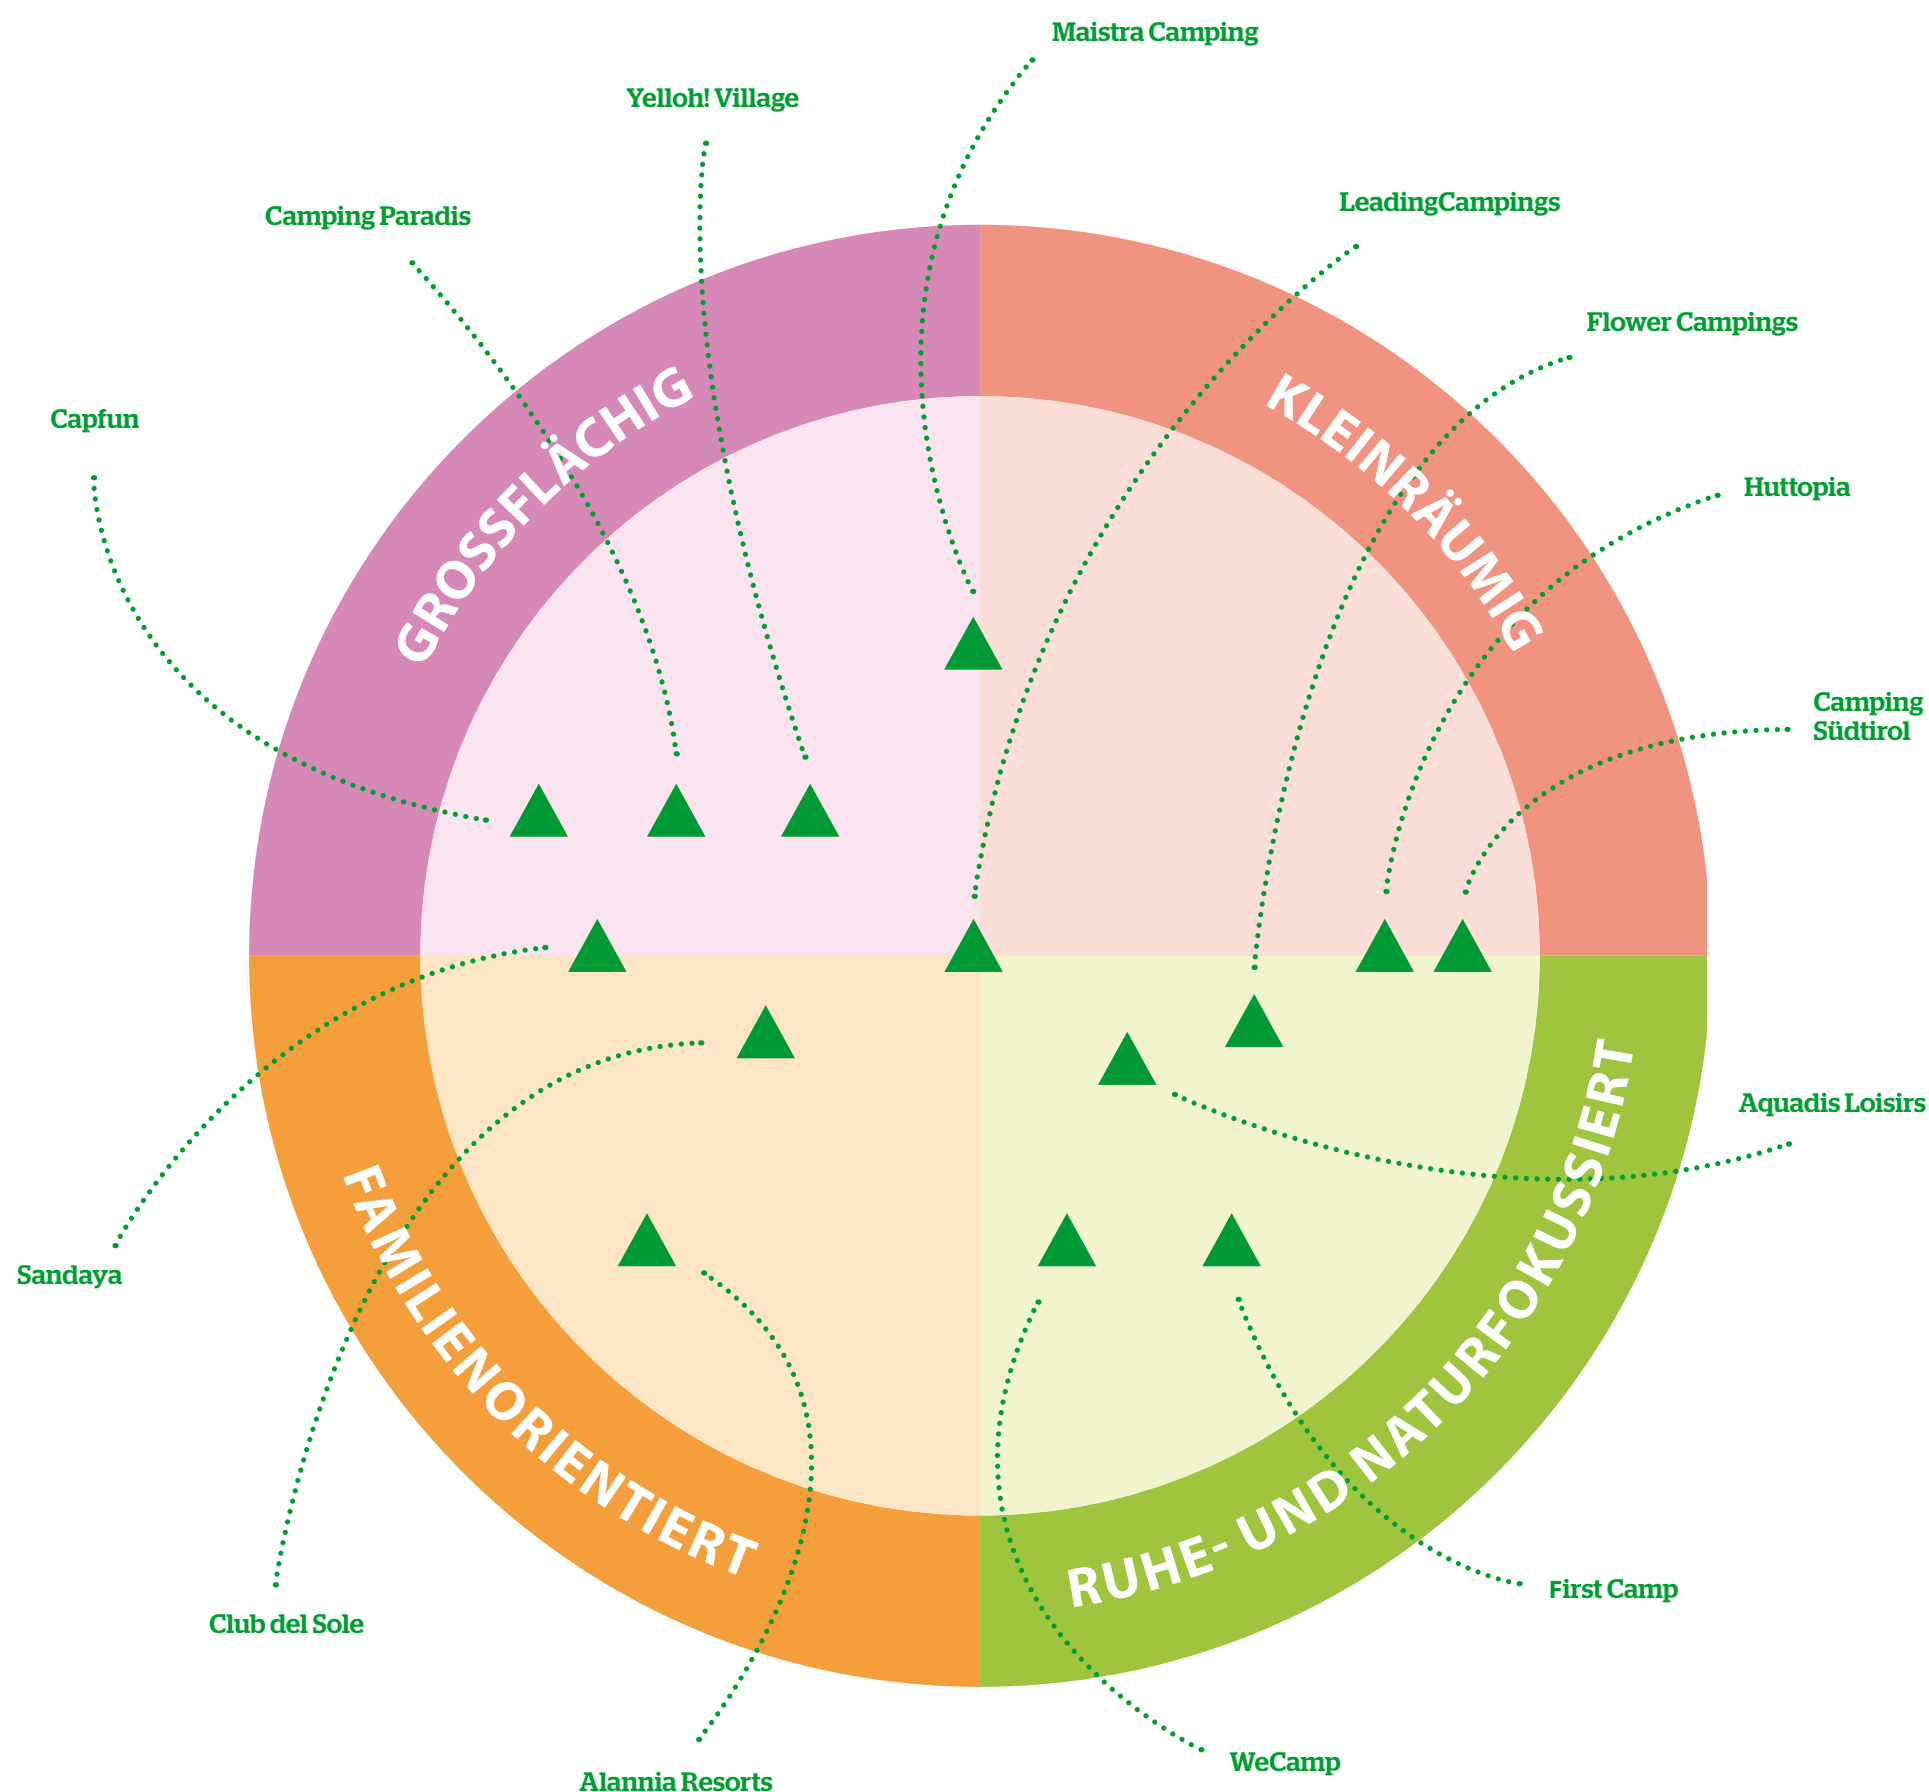 Maistra Camping
Yelloh! Village
Camping Paradis
LeadingCampings
Flower Campings
Capfun
Huttopia
Camping
Südtirol
GROSSFLÄCHIG
KLEINRÄUMIG
Aquadis Loisirs
Sandaya
FAMILIENORIENTIERT
RUHE- UND NATURFOKUSSIERT
Club del Sole
First Camp
WeCamp
Alannia Resorts